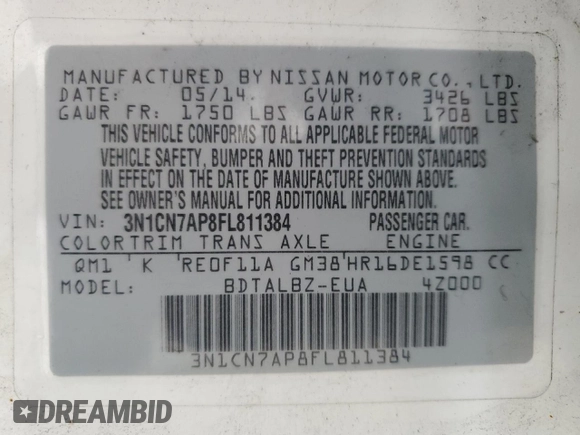 MANUFACTURED BY NISSAN MOTOR CO., LTD.
DATE: 05/14. GVWR: 3426 LBS
GAWR FR: 1750 LBS GAWR RR: 1708 LBS
THIS VEHICLE CONFORMS TO ALL APPLICABLE FEDERAL MOTOR
VEHICLE SAFETY, BUMPER AND THEFT PREVENTION STANDARDS
IN EFFECT ON THE DATE OF MANUFACTURE SHOWN ABOVE.
SEE OWNER'S MANUAL FOR ADDITIONAL INFORMATION.
VIN: 3N1CN7AP8FL811384 PASSENGER CAR.
COLOR TRIM TRANS AXLE ENGINE
QM1 K RE0F11A GM38 HR16DE1598 CC
MODEL: BDTALBZ-EUA 4Z000
3N1CN7AP8FL811384
DREAMBID